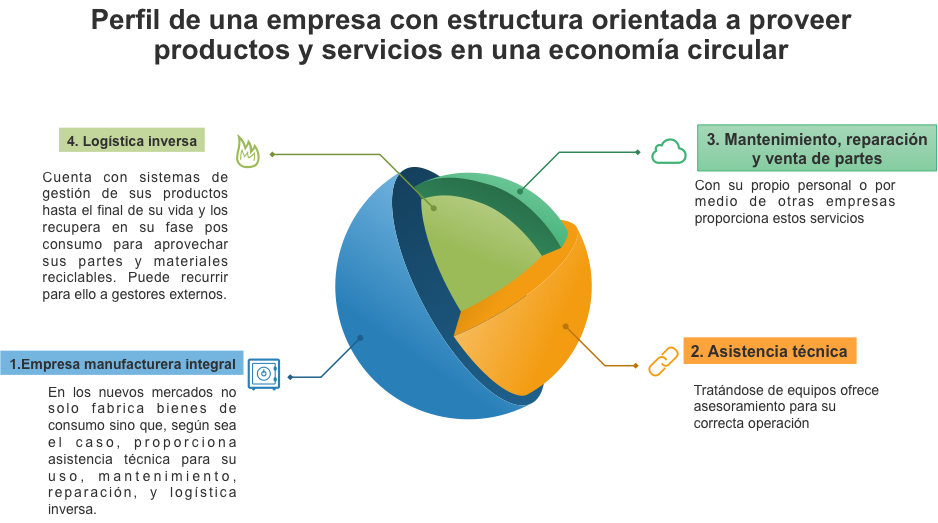 Perfil de una empresa con estructura orientada a proveer
productos y servicios en una economía circular
4. Logística inversa
Cuenta con sistemas de
gestión de sus productos
hasta el final de su vida y los
recupera en su fase pos
consumo para aprovechar
sus partes y materiales
reciclables. Puede recurrir
para ello a gestores externos.
3. Mantenimiento, reparación
y venta de partes
Con su propio personal o por
medio de otras empresas
proporciona estos servicios
1.Empresa manufacturera integral
En los nuevos mercados no
solo fabrica bienes de
consumo sino que, según sea
el caso, proporciona
asistencia técnica para su
uso, mantenimiento,
reparación, y logística
inversa.
2. Asistencia técnica
Tratándose de equipos ofrece
asesoramiento para su
correcta operación